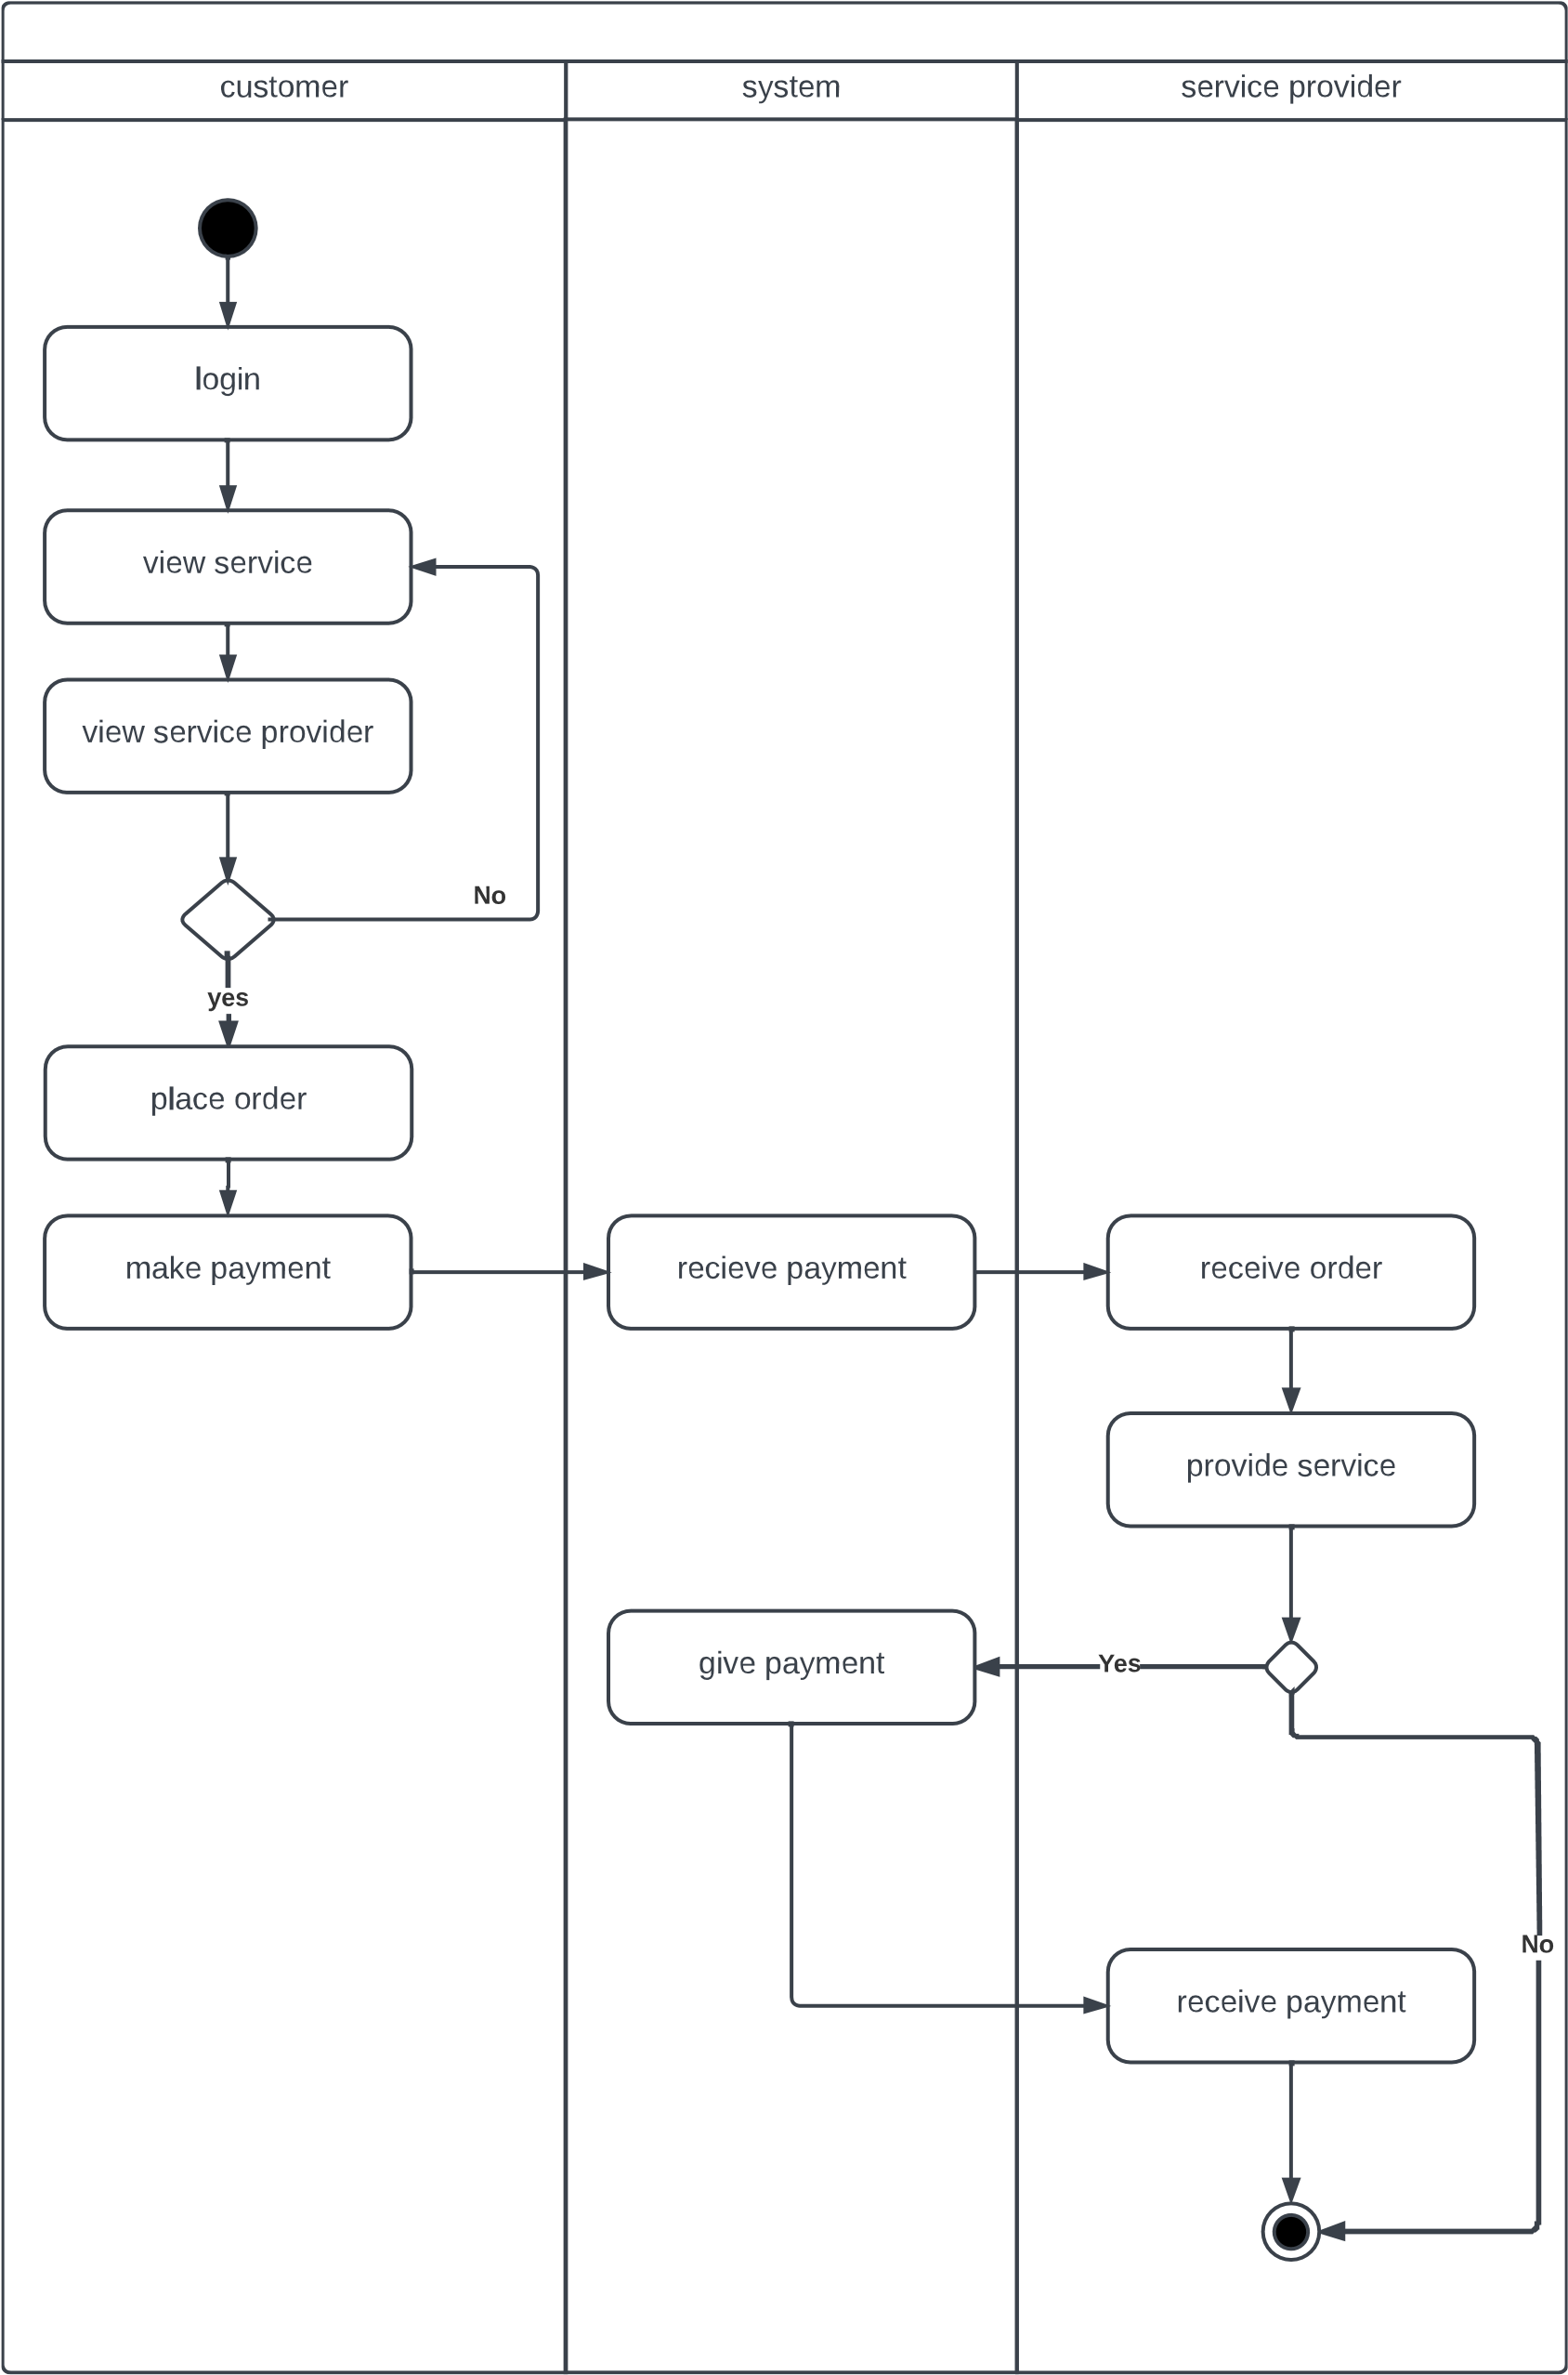 customer
system
service provider
login
view service
view service provider
No
yes
place order
make payment
recieve payment
receive order
provide service
give payment
Yes
No
receive payment